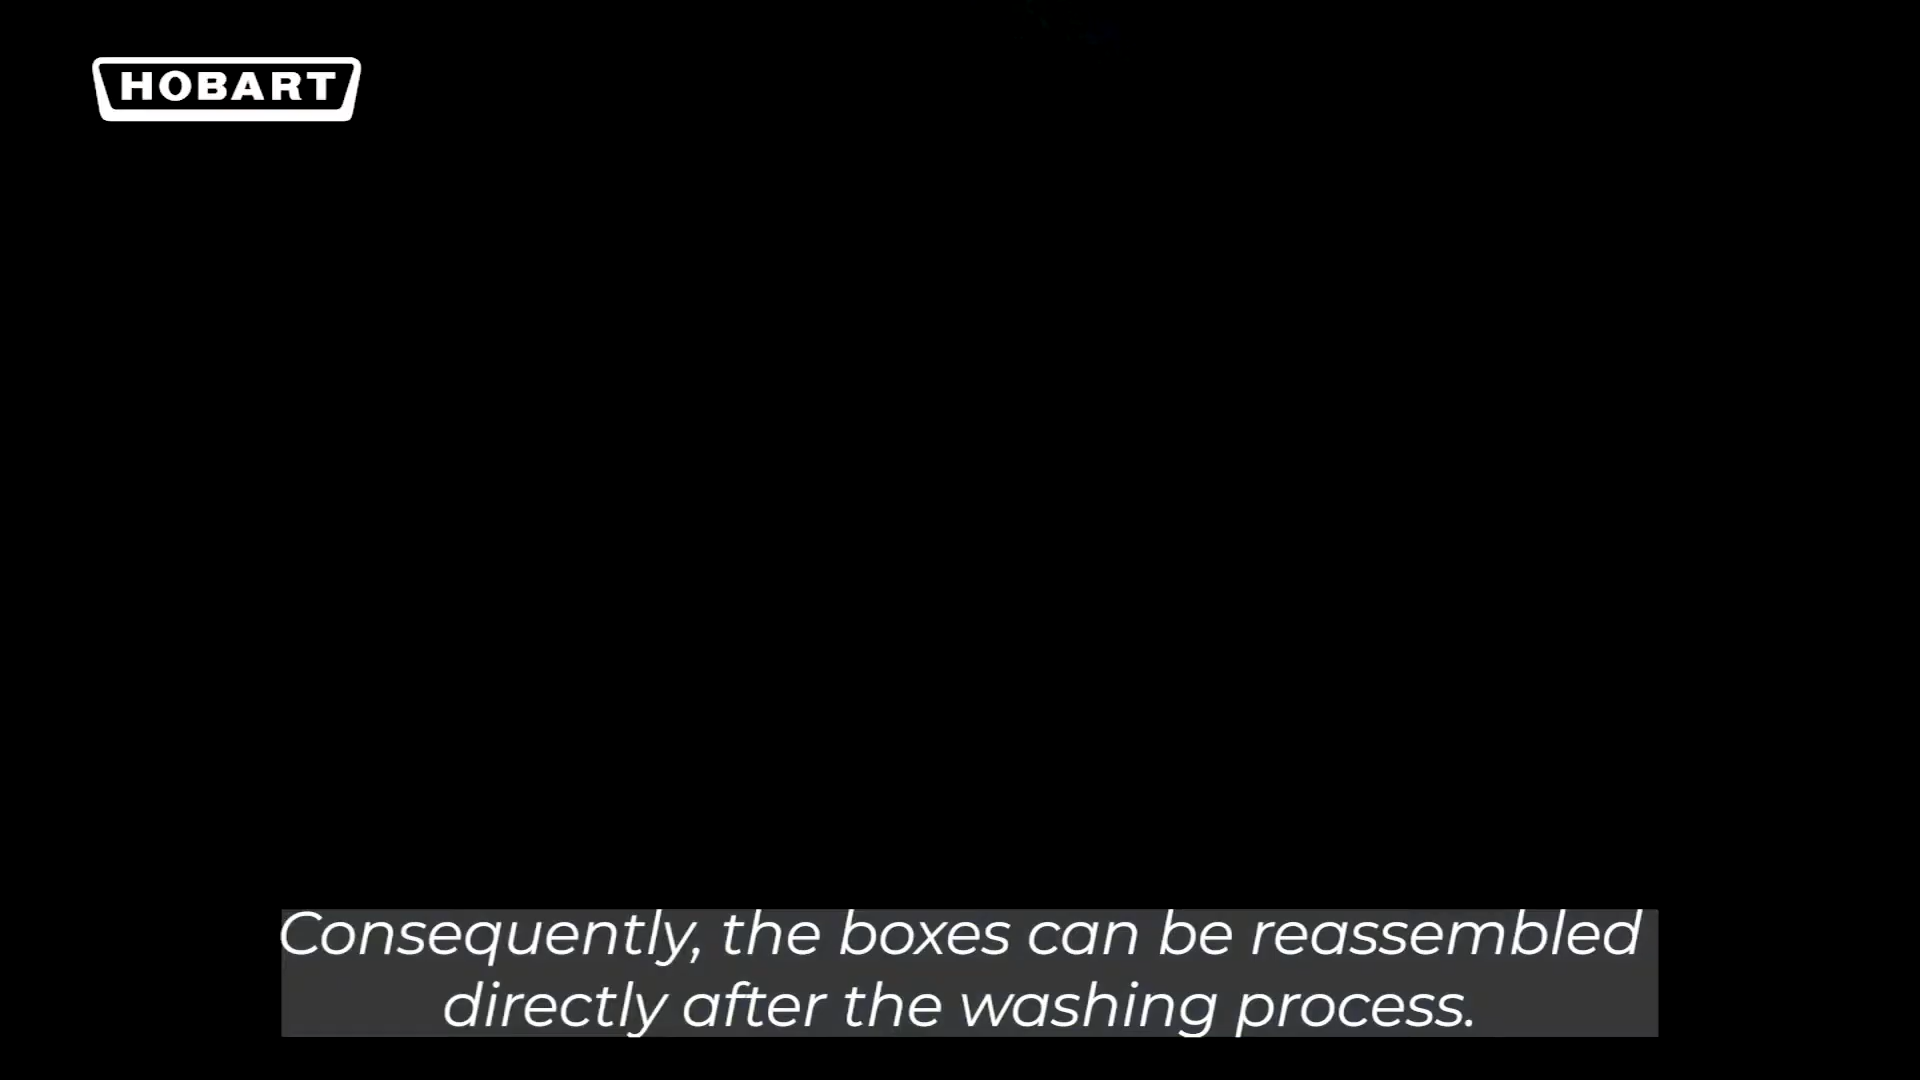 HOBART
Consequently, the boxes can be reassembled
directly after the washing process.